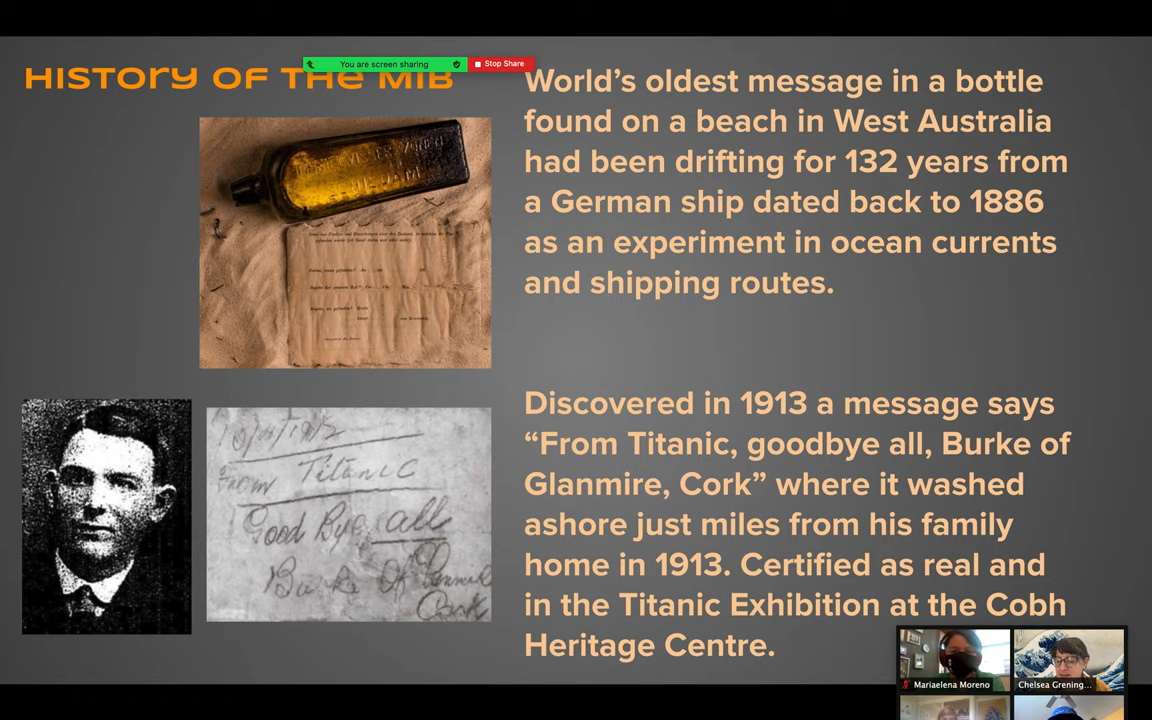 You are screen sharing
Stop Share
HISTORY OF THE MIB
World's oldest message in a bottle
found on a beach in West Australia
had been drifting for 132 years from
a German ship dated back to 1886
as an experiment in ocean currents
and shipping routes.
From Titanic
Good Bye all
Burke Of
Cork
Discovered in 1913 a message says
“From Titanic, goodbye all, Burke of
Glanmire, Cork” where it washed
ashore just miles from his family
home in 1913. Certified as real and
in the Titanic Exhibition at the Cobh
Heritage Centre.
Mariaelena Moreno
Chelsea Grening...